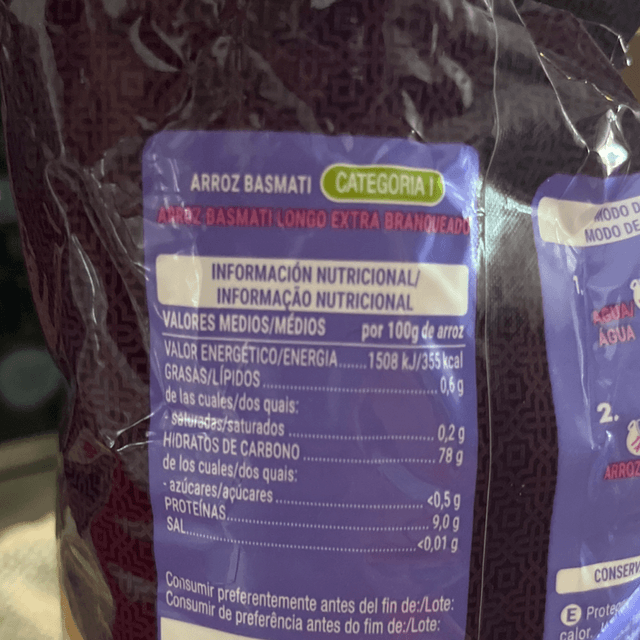 ARROZ BASMATI CATEGORIA I
ARROZ BASMATI LONGO EXTRA BRANQUEADO
INFORMACIÓN NUTRICIONAL/
INFORMAÇÃO NUTRICIONAL
VALORES MEDIOS/MÉDIOS por 100g de arroz
VALOR ENERGÉTICO/ENERGIA......1508 kJ/355 kcal
GRASAS/LÍPIDOS..............................0,6 g
de las cuales/dos quais:
- saturadas/saturados..............................0,2 g
HIDRATOS DE CARBONO..............................78 g
de los cuales/dos quais:
- azúcares/açúcares..............................<0,5 g
PROTEÍNAS..............................9,0 g
SAL..............................<0,01 g
Consumir preferentemente antes del fin de:/Lote:
Consumir de preferência antes do fim de:/Lote:
MODO D
MODO DE
1.
AGUA/
ÁGUA
2.
ARROZ
CONSERV
E